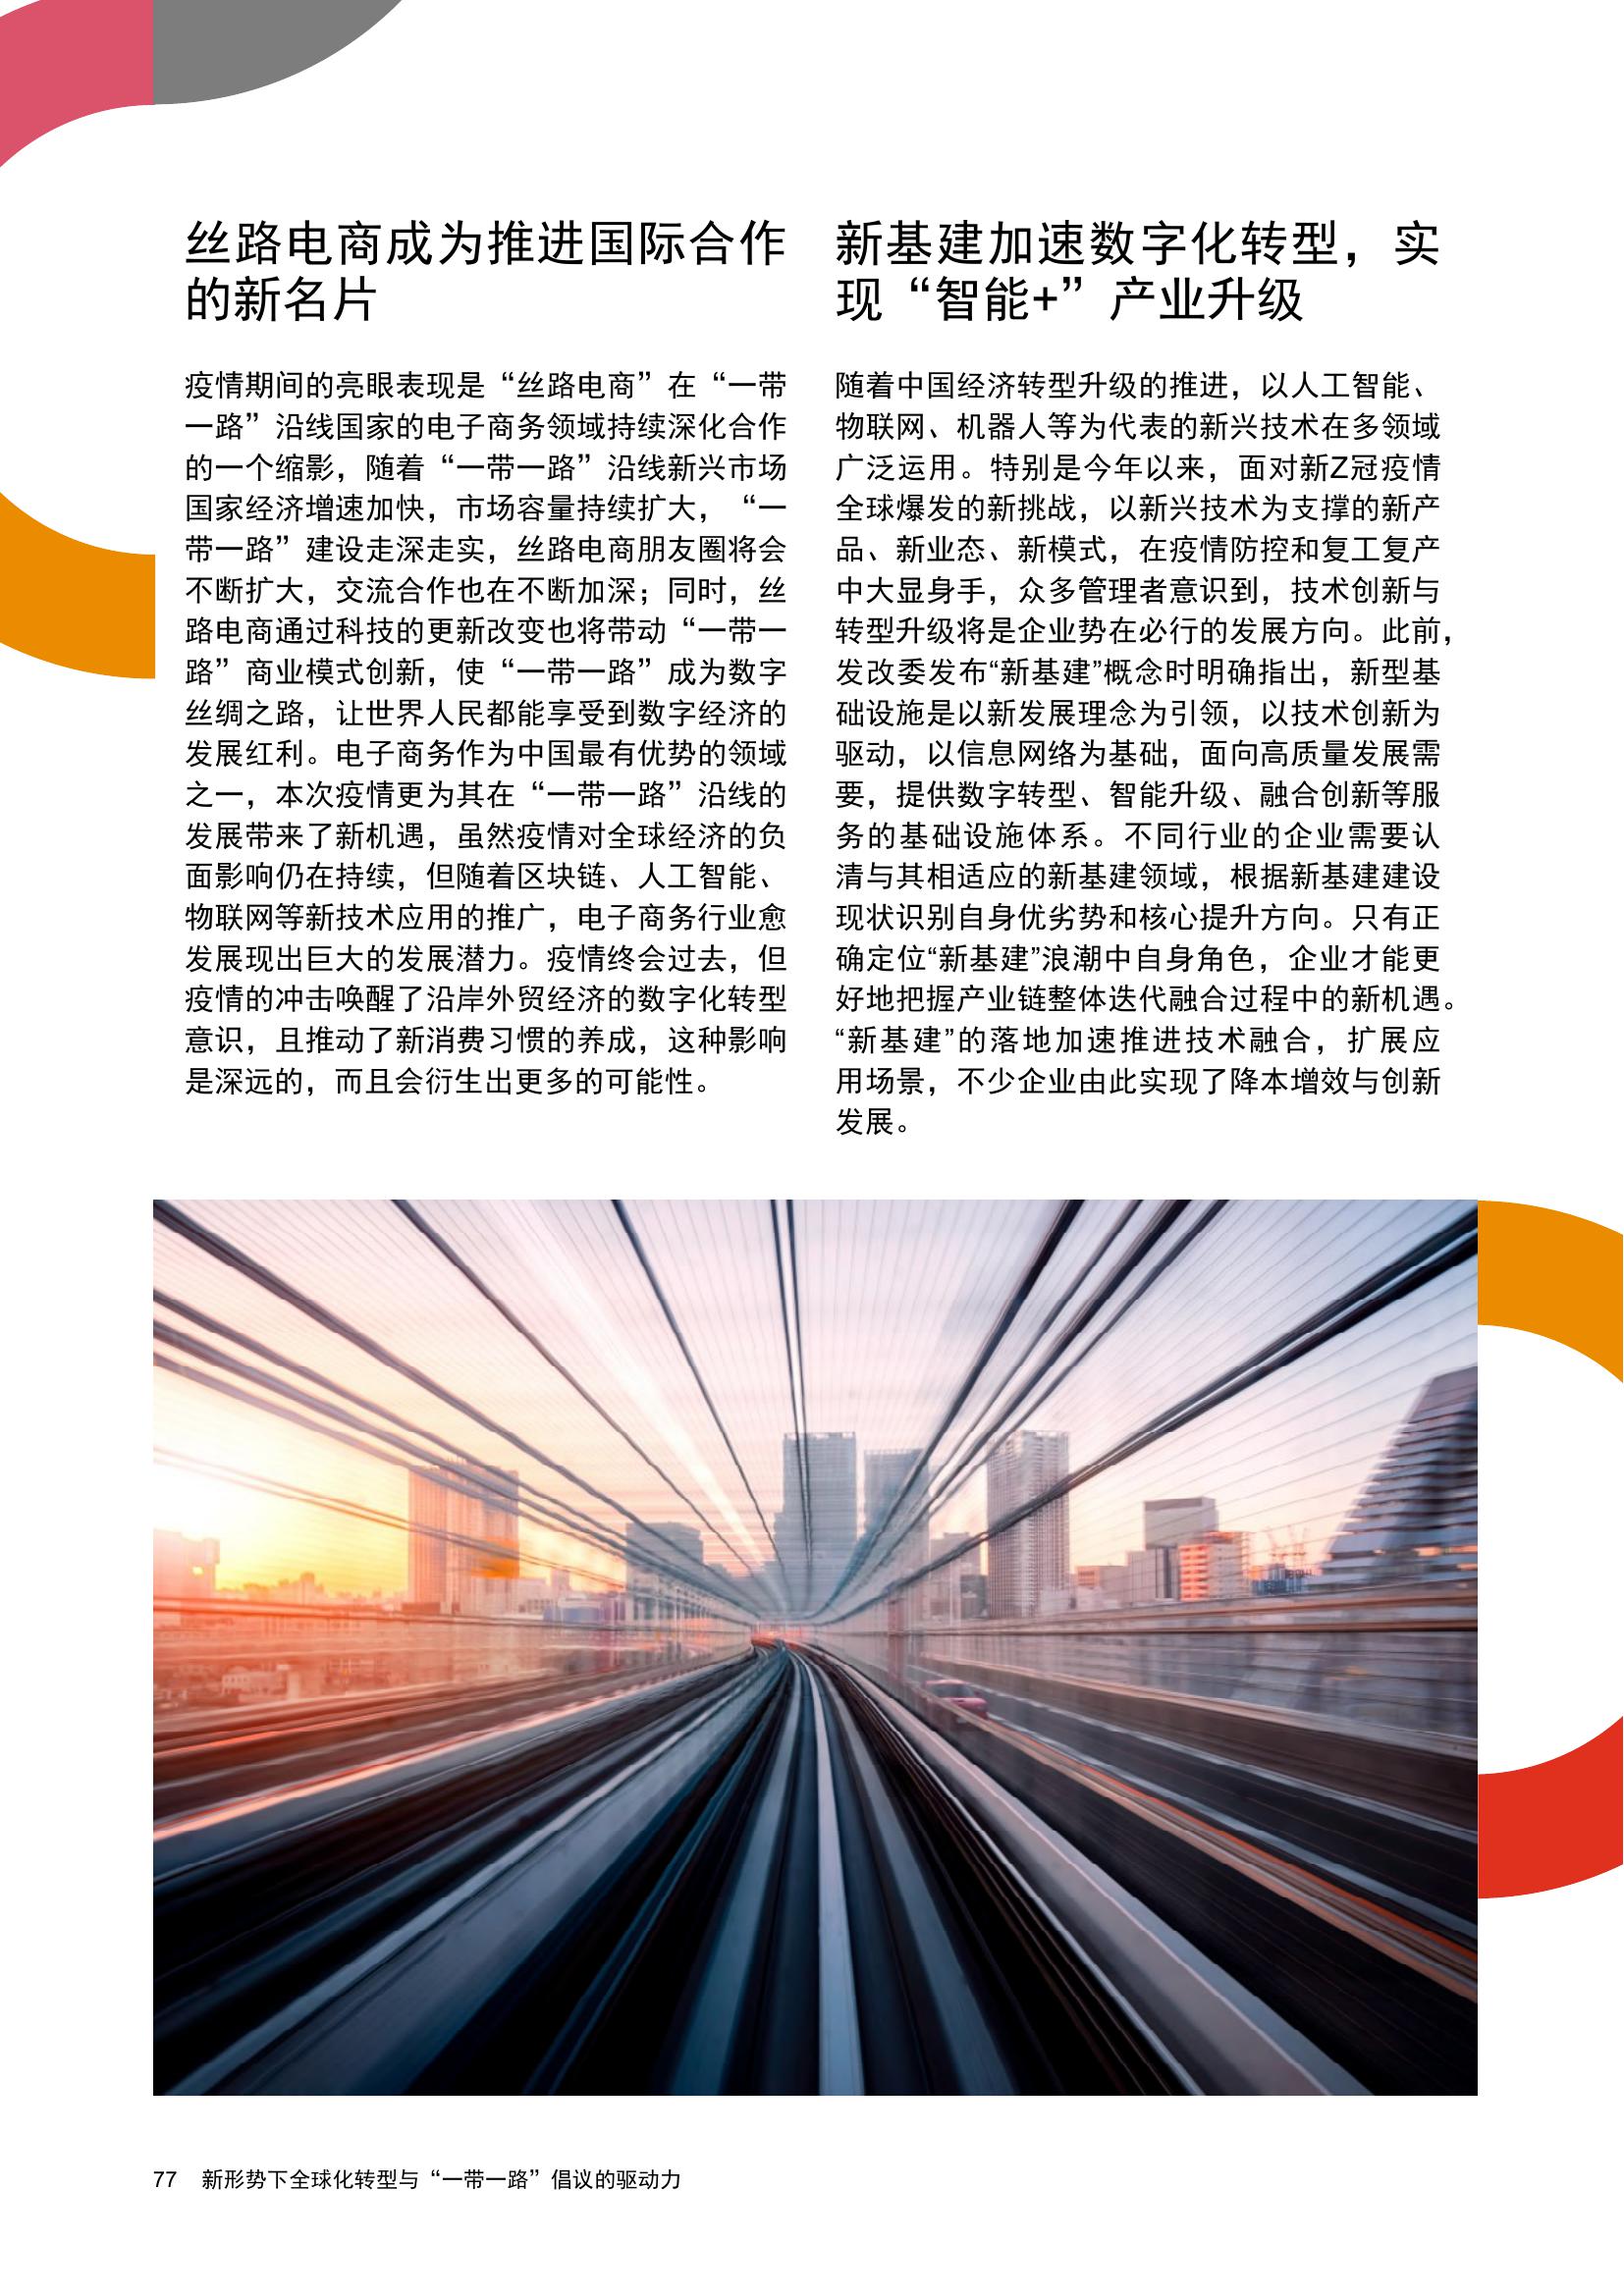 丝路电商成为推进国际合作
的新名片
疫情期间的亮眼表现是“丝路电商”在“一带
一路”沿线国家的电子商务领域持续深化合作
的一个缩影，随着“一带一路”沿线新兴市场
国家经济增速加快，市场容量持续扩大，“一
带一路”建设走深走实，丝路电商朋友圈将会
不断扩大，交流合作也在不断加深；同时，丝
路电商通过科技的更新改变也将带动“一带一
路”商业模式创新，使“一带一路”成为数字
丝绸之路，让世界人民都能享受到数字经济的
发展红利。电子商务作为中国最有优势的领域
之一，本次疫情更为其在“一带一路”沿线的
发展带来了新机遇，虽然疫情对全球经济的负
面影响仍在持续，但随着区块链、人工智能、
物联网等新技术应用的推广，电子商务行业愈
发展现出巨大的发展潜力。疫情终会过去，但
疫情的冲击唤醒了沿岸外贸经济的数字化转型
意识，且推动了新消费习惯的养成，这种影响
是深远的，而且会衍生出更多的可能性。
新基建加速数字化转型，实
现“智能+”产业升级
随着中国经济转型升级的推进，以人工智能、
物联网、机器人等为代表的新兴技术在多领域
广泛运用。特别是今年以来，面对新Z冠疫情
全球爆发的新挑战，以新兴技术为支撑的新产
品、新业态、新模式，在疫情防控和复工复产
中大显身手，众多管理者意识到，技术创新与
转型升级将是企业势在必行的发展方向。此前，
发改委发布“新基建”概念时明确指出，新型基
础设施是以新发展理念为引领，以技术创新为
驱动，以信息网络为基础，面向高质量发展需
要，提供数字转型、智能升级、融合创新等服
务的基础设施体系。不同行业的企业需要认
清与其相适应的新基建领域，根据新基建建设
现状识别自身优劣势和核心提升方向。只有正
确定位“新基建”浪潮中自身角色，企业才能更
好地把握产业链整体迭代融合过程中的新机遇。
“新基建”的落地加速推进技术融合，扩展应
用场景，不少企业由此实现了降本增效与创新
发展。
77 新形势下全球化转型与“一带一路”倡议的驱动力